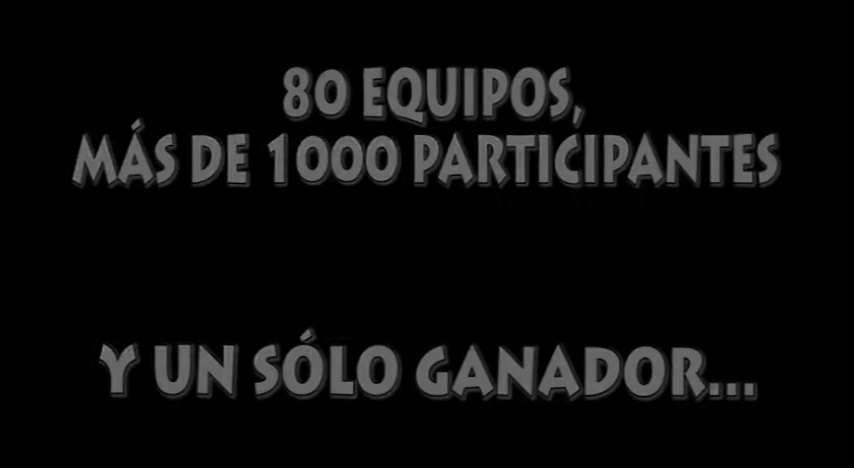 80 EQUIPOS,
MÁS DE 1000 PARTICIPANTES
Y UN SÓLO GANADOR...